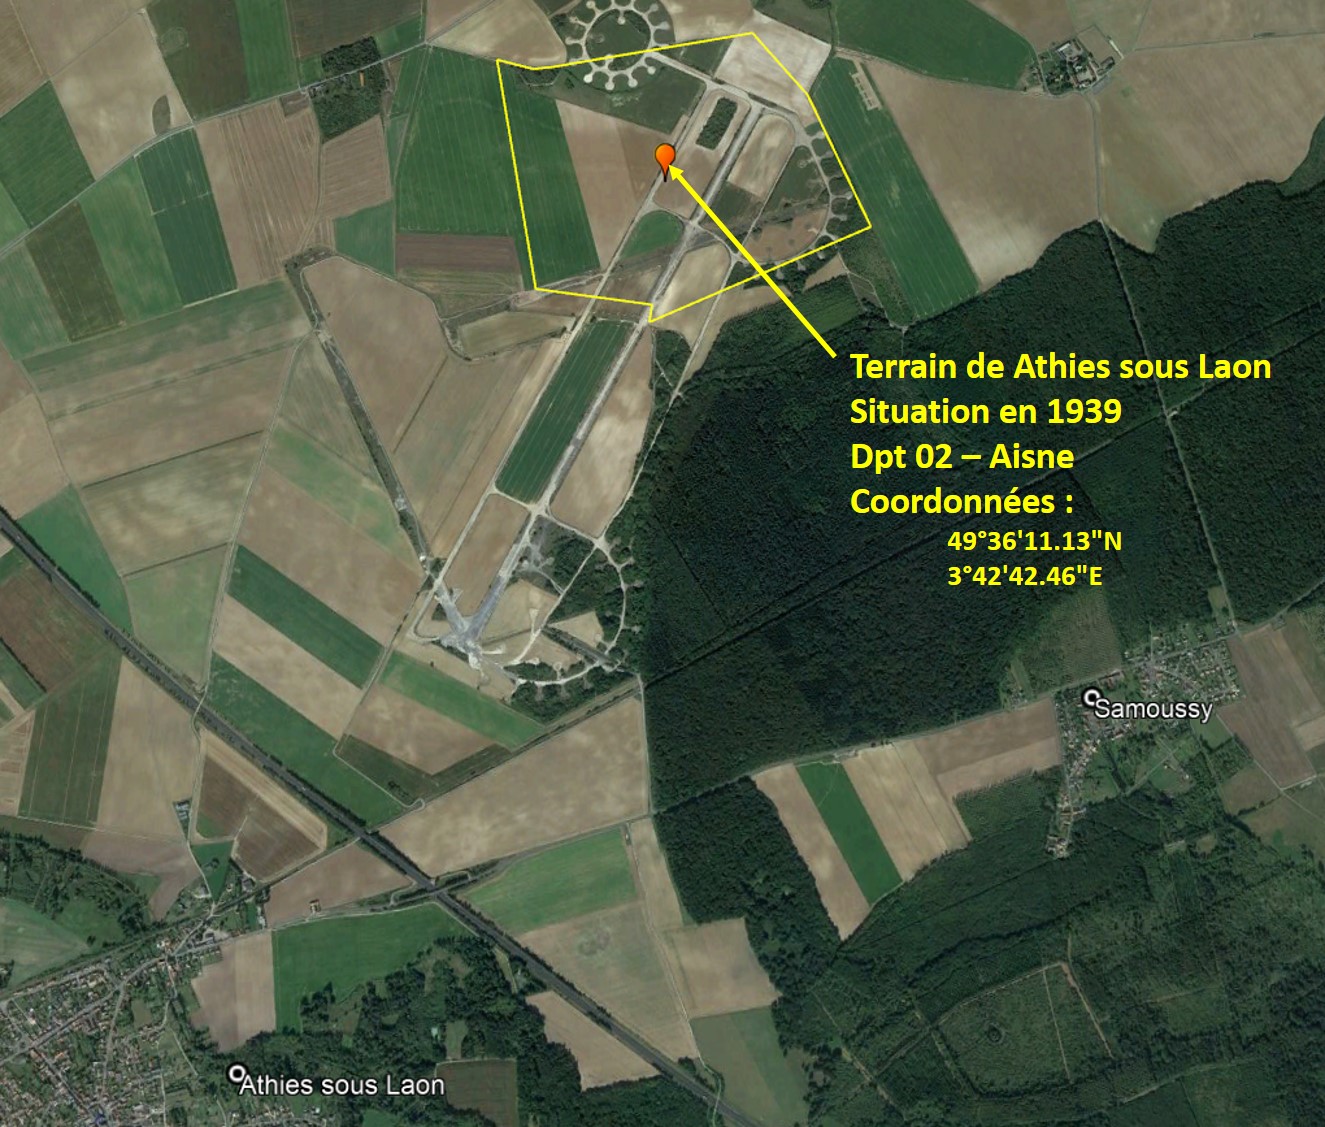 Terrain de Athies sous Laon
Situation en 1939
Dpt 02 – Aisne
Coordonnées :
49°36'11.13"N
3°42'42.46"E
Samoussy
Athies sous Laon